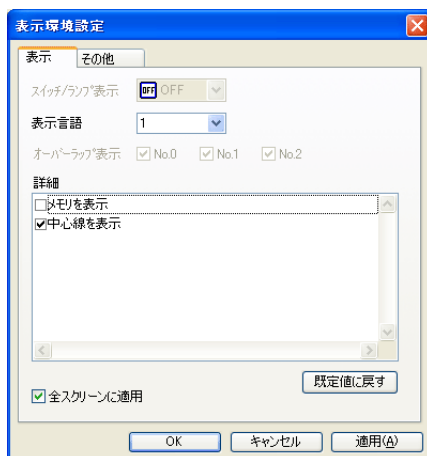 表示環境設定
表示 その他
スイッチ/ランプ表示 OFF OFF
表示言語 1
オーバーラップ表示 No.0 No.1 No.2
詳細
メモリを表示
中心線を表示
既定値に戻す
全スクリーンに適用
OK キャンセル 適用(A)